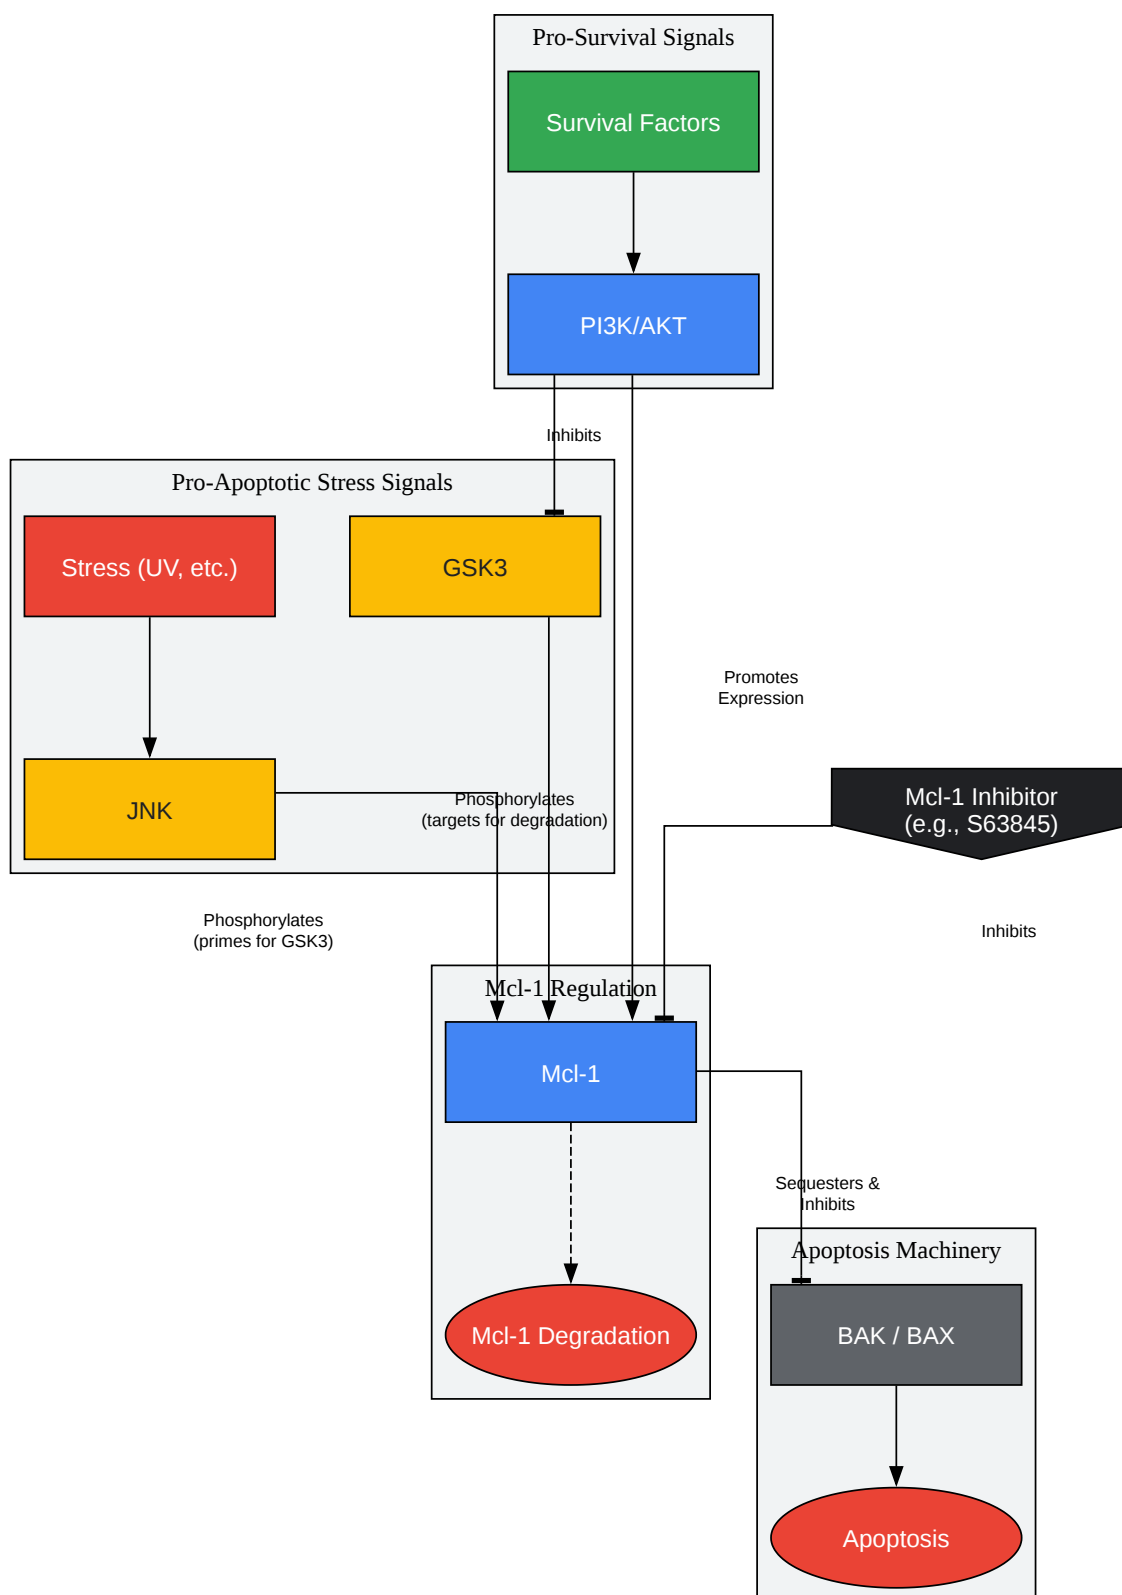 Pro-Survival Signals
Survival Factors
PI3K/AKT
Inhibits
Pro-Apoptotic Stress Signals
Stress (UV, etc.)
GSK3
Promotes
Expression
JNK
Phosphorylates
(targets for degradation)
Mcl-1 Inhibitor
(e.g., S63845)
Phosphorylates
(primes for GSK3)
Inhibits
Mcl-1 Regulation
Mcl-1
Sequesters &
Inhibits
Apoptosis Machinery
Mcl-1 Degradation
BAK / BAX
Apoptosis